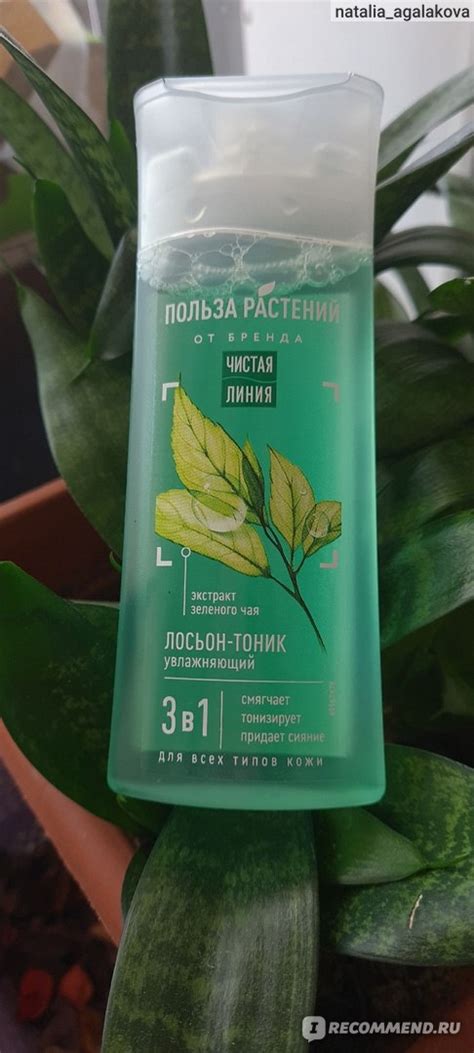 natalia_agalakova
ПОЛЬЗА РАСТЕНИЙ
ОТ БРЕНДА
ЧИСТАЯ
ЛИНИЯ
экстракт
зеленого чая
ЛОСЬОН-ТОНИК
увлажняющий
3в1
смягчает
тонизирует
придает сияние
для всех типов кожи
IRECOMMEND.RU